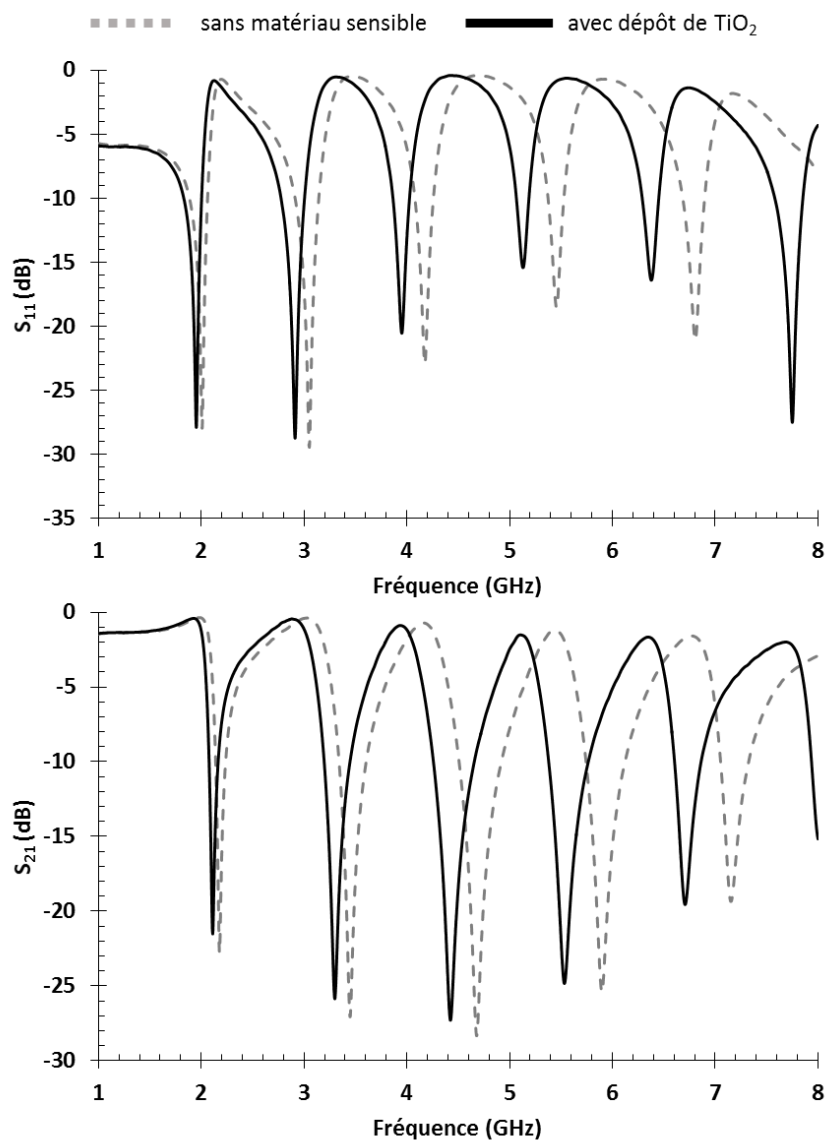 sans matériau sensible
avec dépôt de TiO2
0
-5
-10
-15
-20
-25
-30
-35
S11 (dB)
1 2 3 4 5 6 7 8
Fréquence (GHz)
0
-5
-10
-15
-20
-25
-30
S21 (dB)
1 2 3 4 5 6 7 8
Fréquence (GHz)